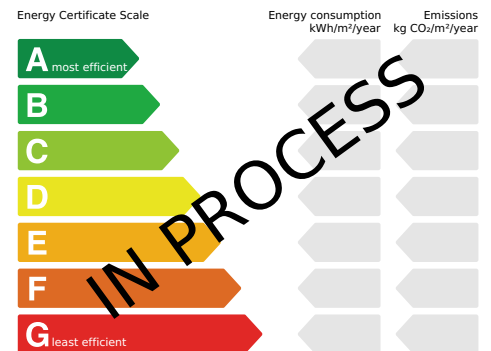 Energy Certificate Scale
Energy consumption
kWh/m²/year
Emissions
kg CO₂/m²/year
A most efficient
B
C
D
E
F
G least efficient
IN PROCESS